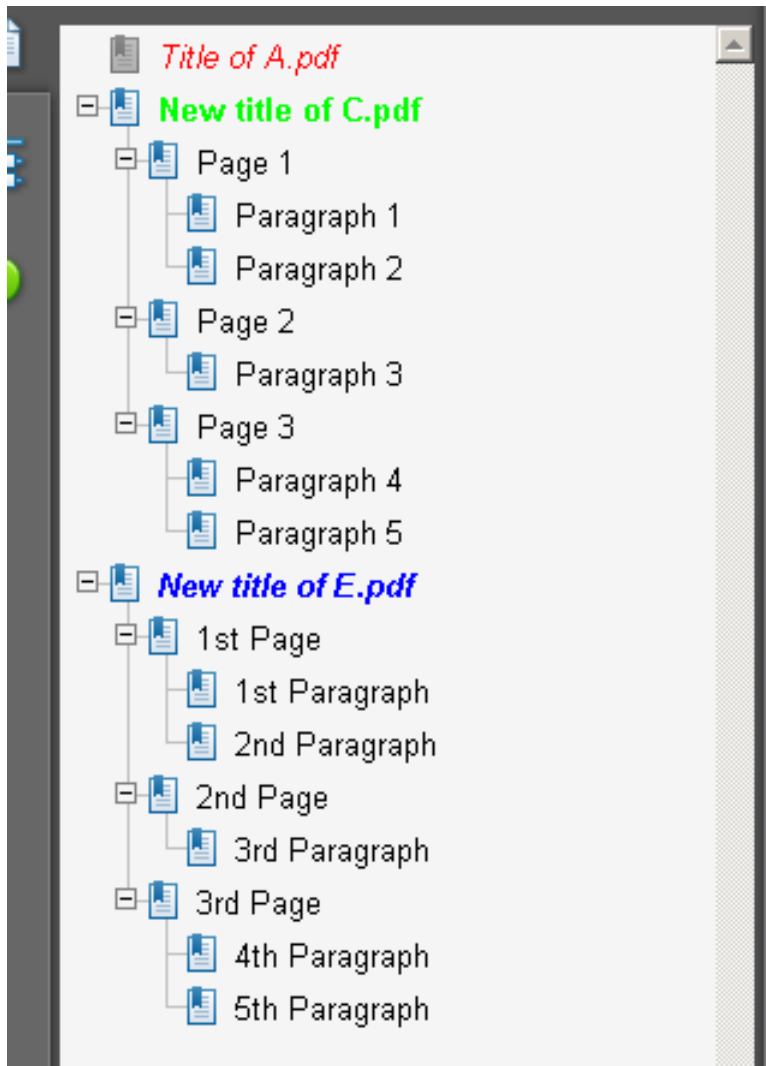 Title of A.pdf
New title of C.pdf
Page 1
Paragraph 1
Paragraph 2
Page 2
Paragraph 3
Page 3
Paragraph 4
Paragraph 5
New title of E.pdf
1st Page
1st Paragraph
2nd Paragraph
2nd Page
3rd Paragraph
3rd Page
4th Paragraph
5th Paragraph